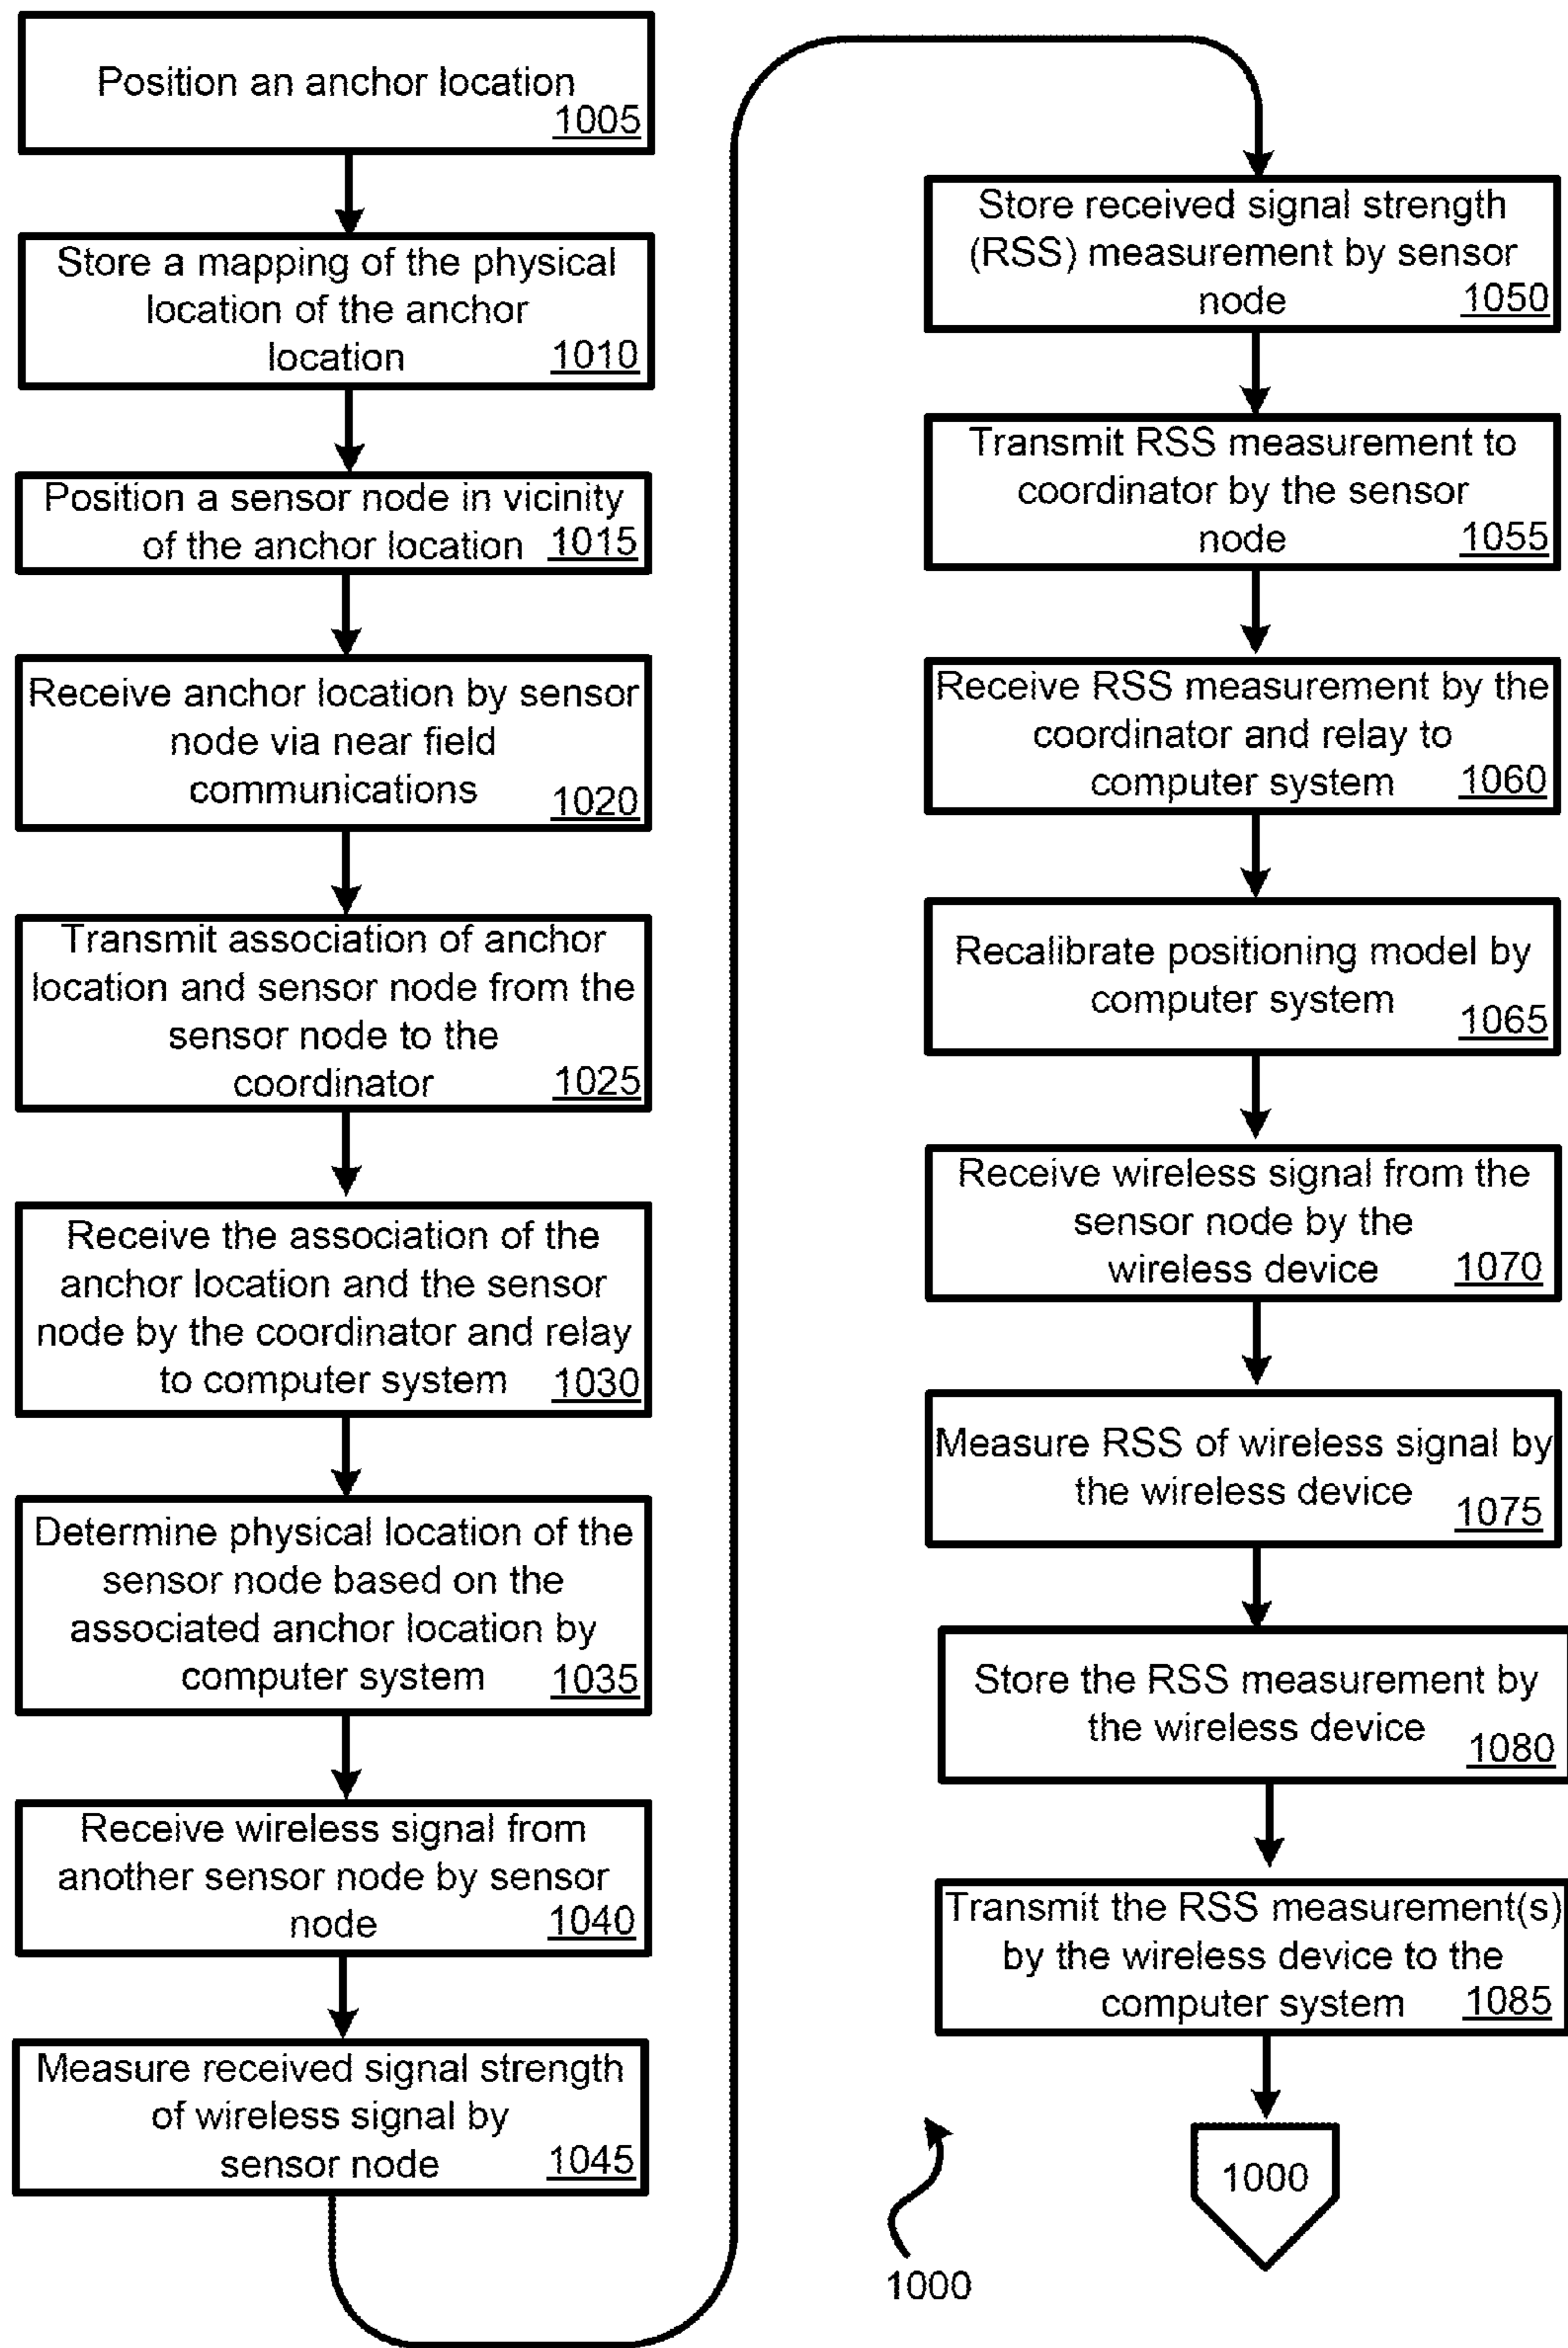 Position an anchor location
1005
Store a mapping of the physical
location of the anchor
location 1010
Position a sensor node in vicinity
of the anchor location 1015
Receive anchor location by sensor
node via near field
communications 1020
Transmit association of anchor
location and sensor node from the
sensor node to the
coordinator 1025
Receive the association of the
anchor location and the sensor
node by the coordinator and relay
to computer system 1030
Determine physical location of the
sensor node based on the
associated anchor location by
computer system 1035
Receive wireless signal from
another sensor node by sensor
node 1040
Measure received signal strength
of wireless signal by
sensor node 1045
Store received signal strength
(RSS) measurement by sensor
node 1050
Transmit RSS measurement to
coordinator by the sensor
node 1055
Receive RSS measurement by the
coordinator and relay to
computer system 1060
Recalibrate positioning model by
computer system 1065
Receive wireless signal from the
sensor node by the
wireless device 1070
Measure RSS of wireless signal by
the wireless device 1075
Store the RSS measurement by
the wireless device 1080
Transmit the RSS measurement(s)
by the wireless device to the
computer system 1085
1000
1000